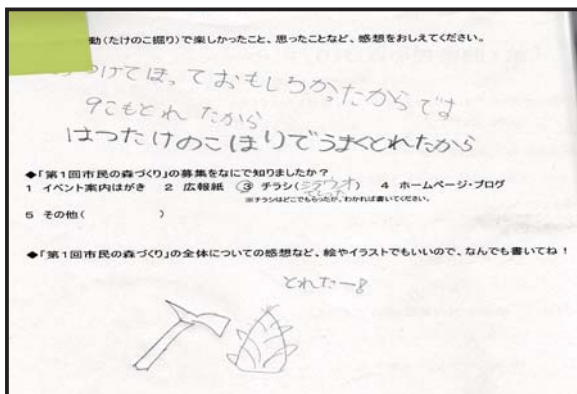 動(たけのこ掘り)で楽しかったこと、思ったことなど、感想をおしえてください。
つけてほっておもしろかったからです
9こもとれたから
はつたけのこほりでうまくとれたから
◆「第1回市民の森づくり」の募集をなにで知りましたか？
1 イベント案内はがき 2 広報紙 ③ チラシ( ) 4 ホームページ・ブログ
※チラシはどこでもらったか、わかれば書いてください。
5 その他( )
◆「第1回市民の森づくり」の全体についての感想など、絵やイラストでもいいので、なんでも書いてね！
とれたー